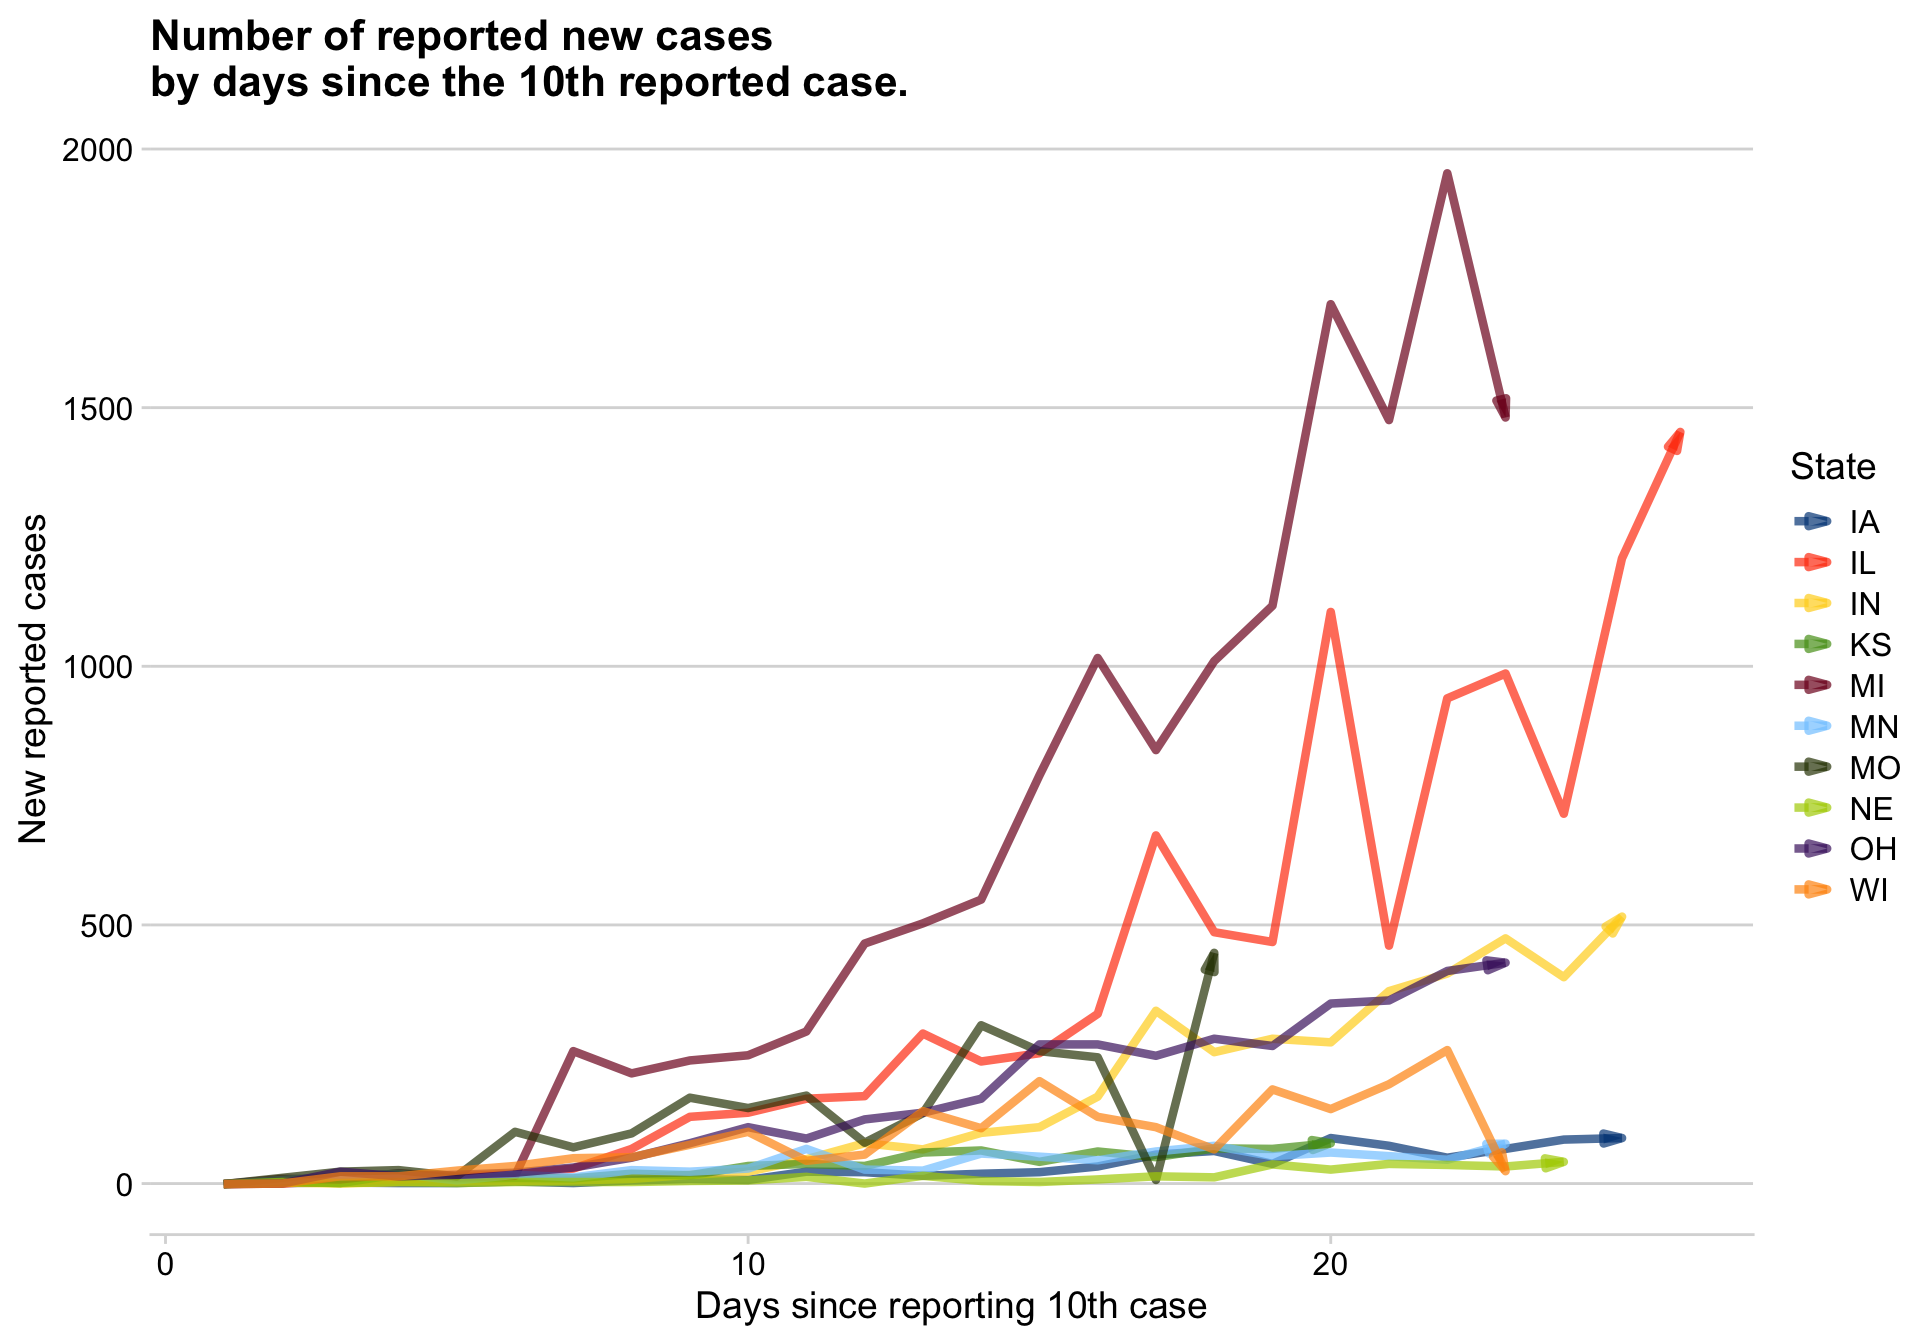 Number of reported new cases
by days since the 10th reported case.
2000
1500
1000
500
0
New reported cases
0
10
20
Days since reporting 10th case
State
IA
IL
IN
KS
MI
MN
MO
NE
OH
WI